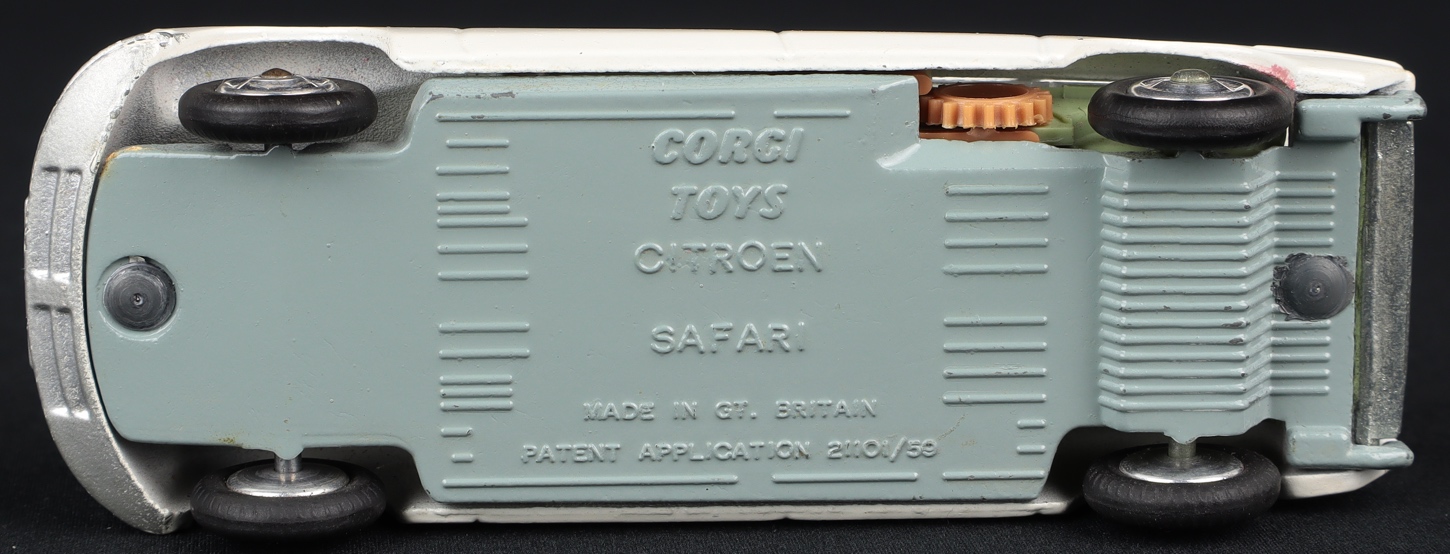 CORGI
TOYS
CITROEN
SAFARI
MADE IN GT. BRITAIN
PATENT APPLICATION 21101/59